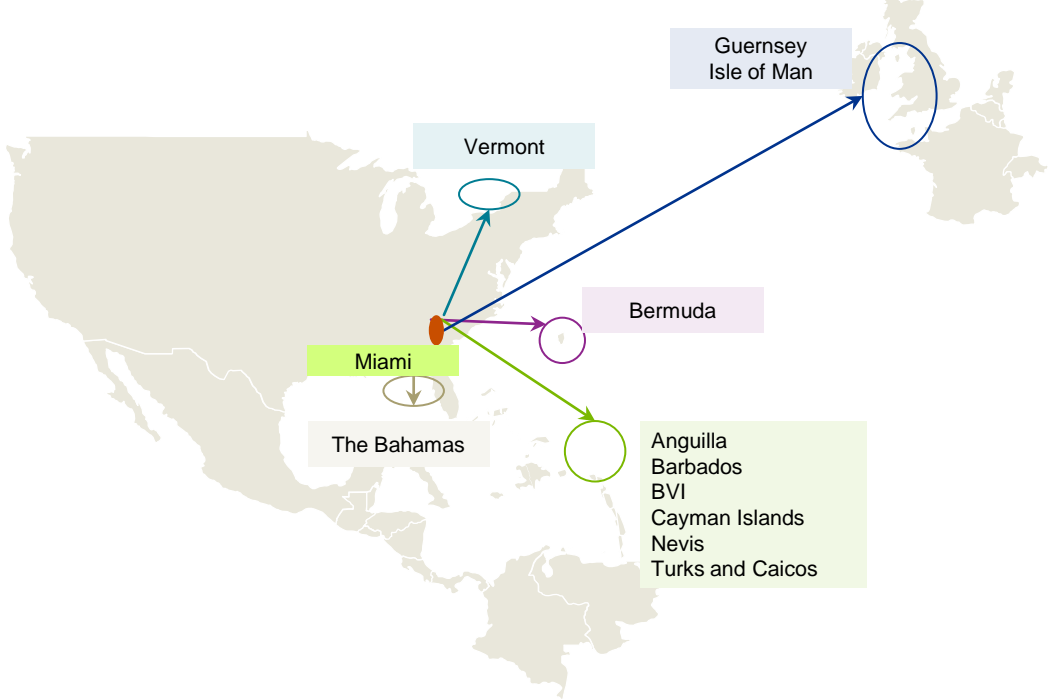 Guernsey
Isle of Man
Vermont
Bermuda
Miami
The Bahamas
Anguilla
Barbados
BVI
Cayman Islands
Nevis
Turks and Caicos